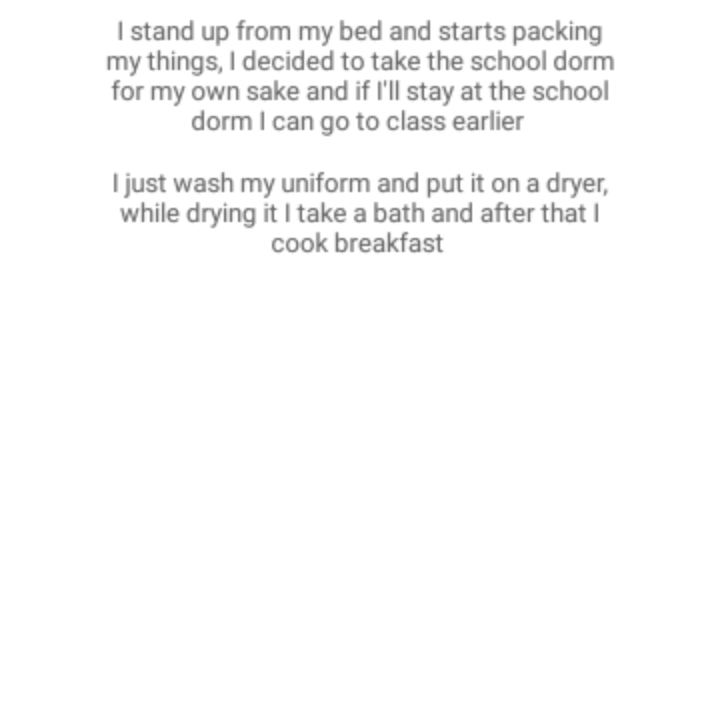 I stand up from my bed and starts packing
my things, I decided to take the school dorm
for my own sake and if I'll stay at the school
dorm I can go to class earlier
I just wash my uniform and put it on a dryer,
while drying it I take a bath and after that I
cook breakfast